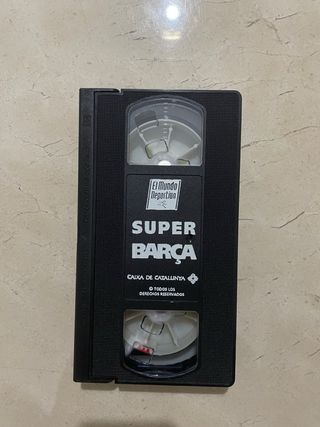 El Mundo
Deportivo
SUPER
BARÇA
CAIXA DE CATALUNYA
© TODOS LOS
DERECHOS RESERVADOS